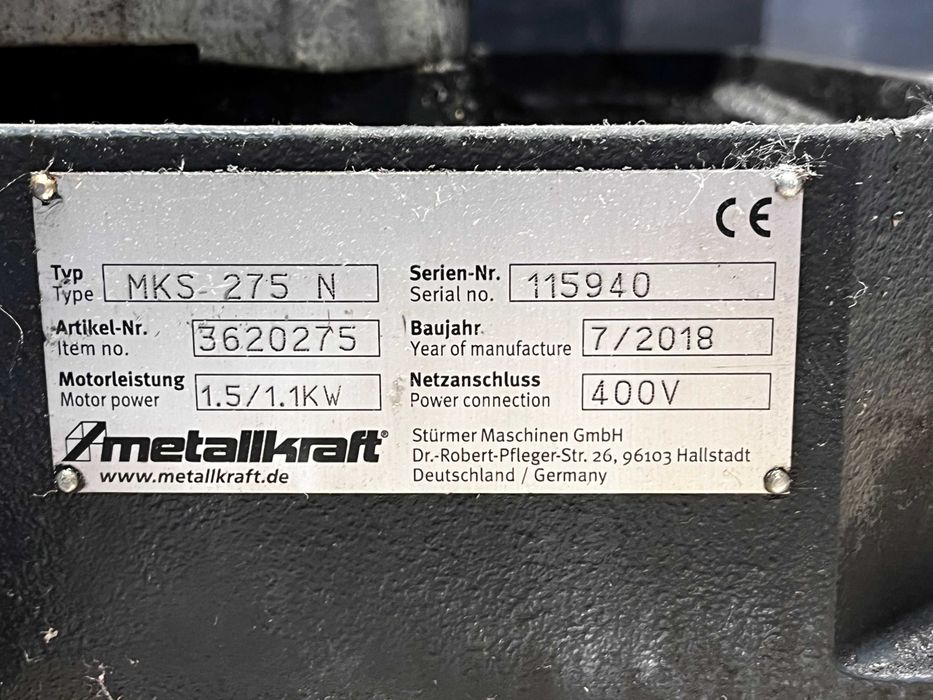 CE
Typ
Type MKS 275 N
Serien-Nr.
Serial no. 115940
Artikel-Nr.
Item no. 3620275
Baujahr
Year of manufacture 7/2018
Motorleistung
Motor power 1.5/1.1KW
Netzanschluss
Power connection 400V
metallkraft®
www.metallkraft.de
Stürmer Maschinen GmbH
Dr.-Robert-Pfleger-Str. 26, 96103 Hallstadt
Deutschland / Germany